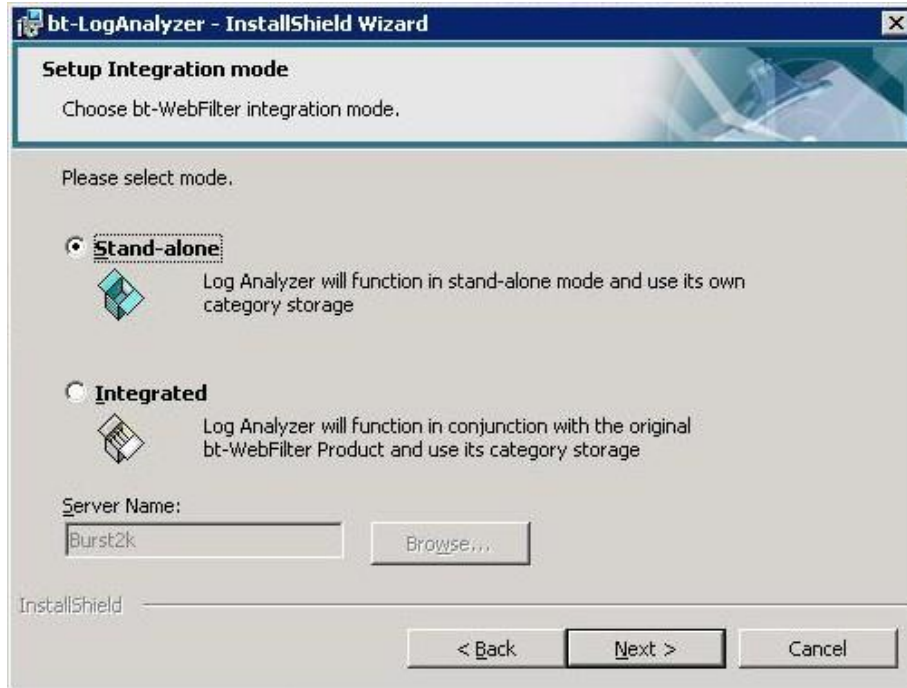 bt-LogAnalyzer - InstallShield Wizard
Setup Integration mode
Choose bt-WebFilter integration mode.
Please select mode.
Stand-alone
Log Analyzer will function in stand-alone mode and use its own
category storage
Integrated
Log Analyzer will function in conjunction with the original
bt-WebFilter Product and use its category storage
Server Name:
Burst2k
Browse...
InstallShield
< Back
Next >
Cancel